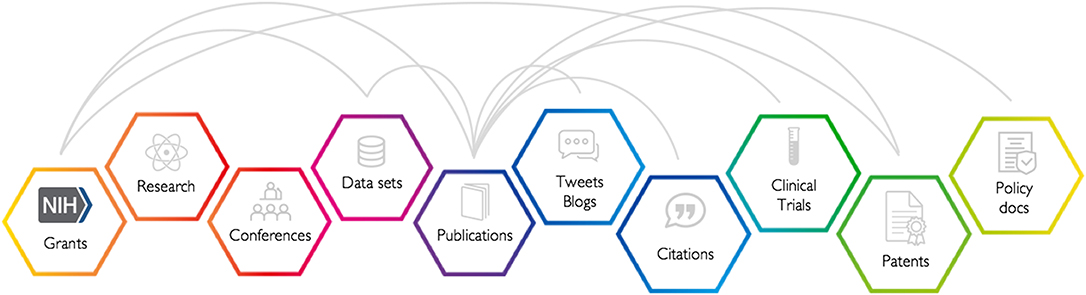 NIH
Grants
Research
Conferences
Data sets
Publications
Tweets
Blogs
Citations
Clinical
Trials
Patents
Policy
docs